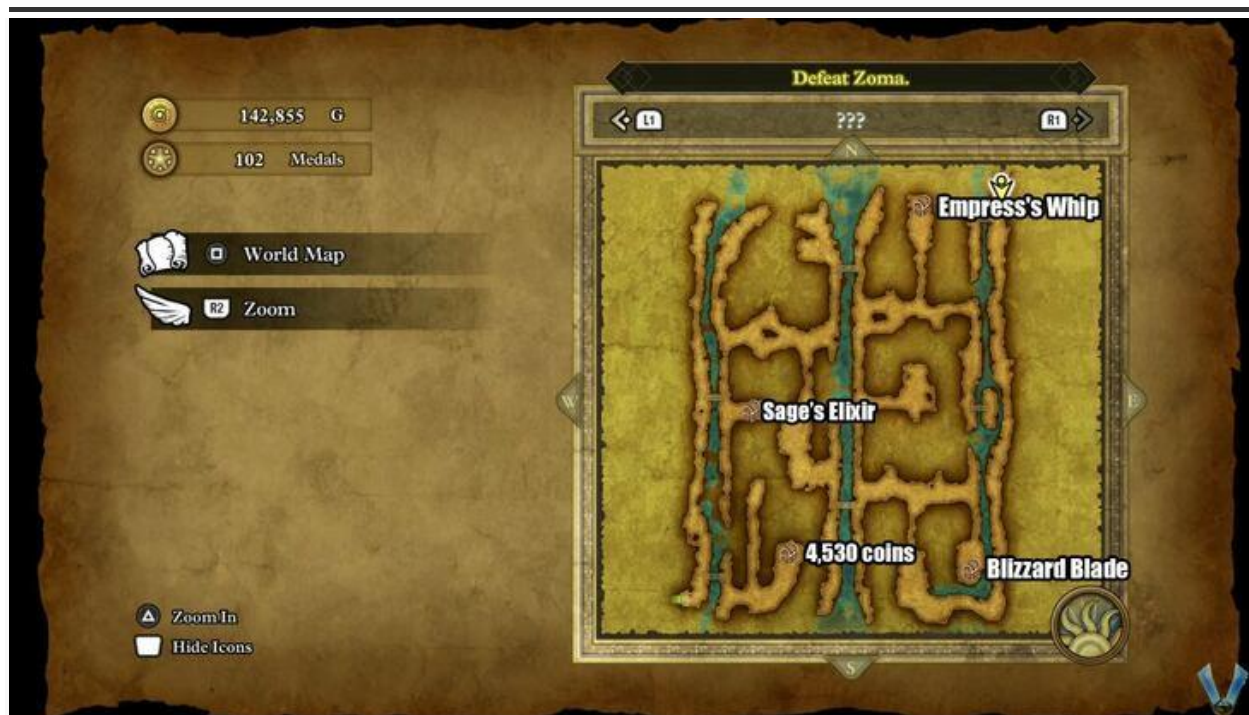 Defeat Zoma.
142,855 G
L1
???
R1
102 Medals
N
Empress's Whip
World Map
R2 Zoom
W
E
Sage's Elixir
4,530 coins
Blizzard Blade
Zoom In
Hide Icons
S